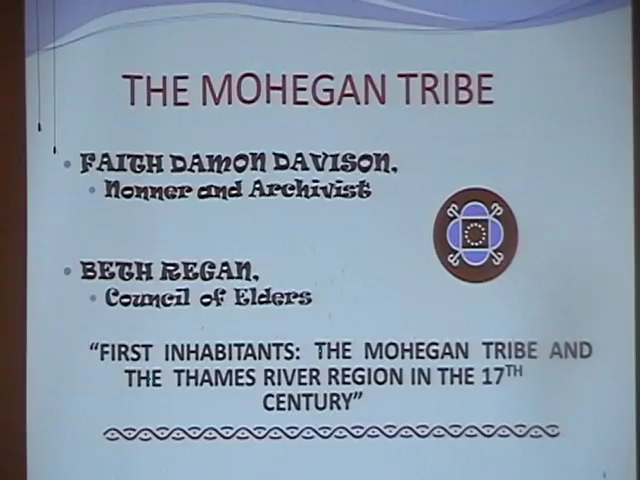 THE MOHEGAN TRIBE
• FAITH DAMON DAVISON,
• Nonner and Archivist
• BETH REGAN,
• Council of Elders
"FIRST INHABITANTS: THE MOHEGAN TRIBE AND
THE THAMES RIVER REGION IN THE 17TH
CENTURY"